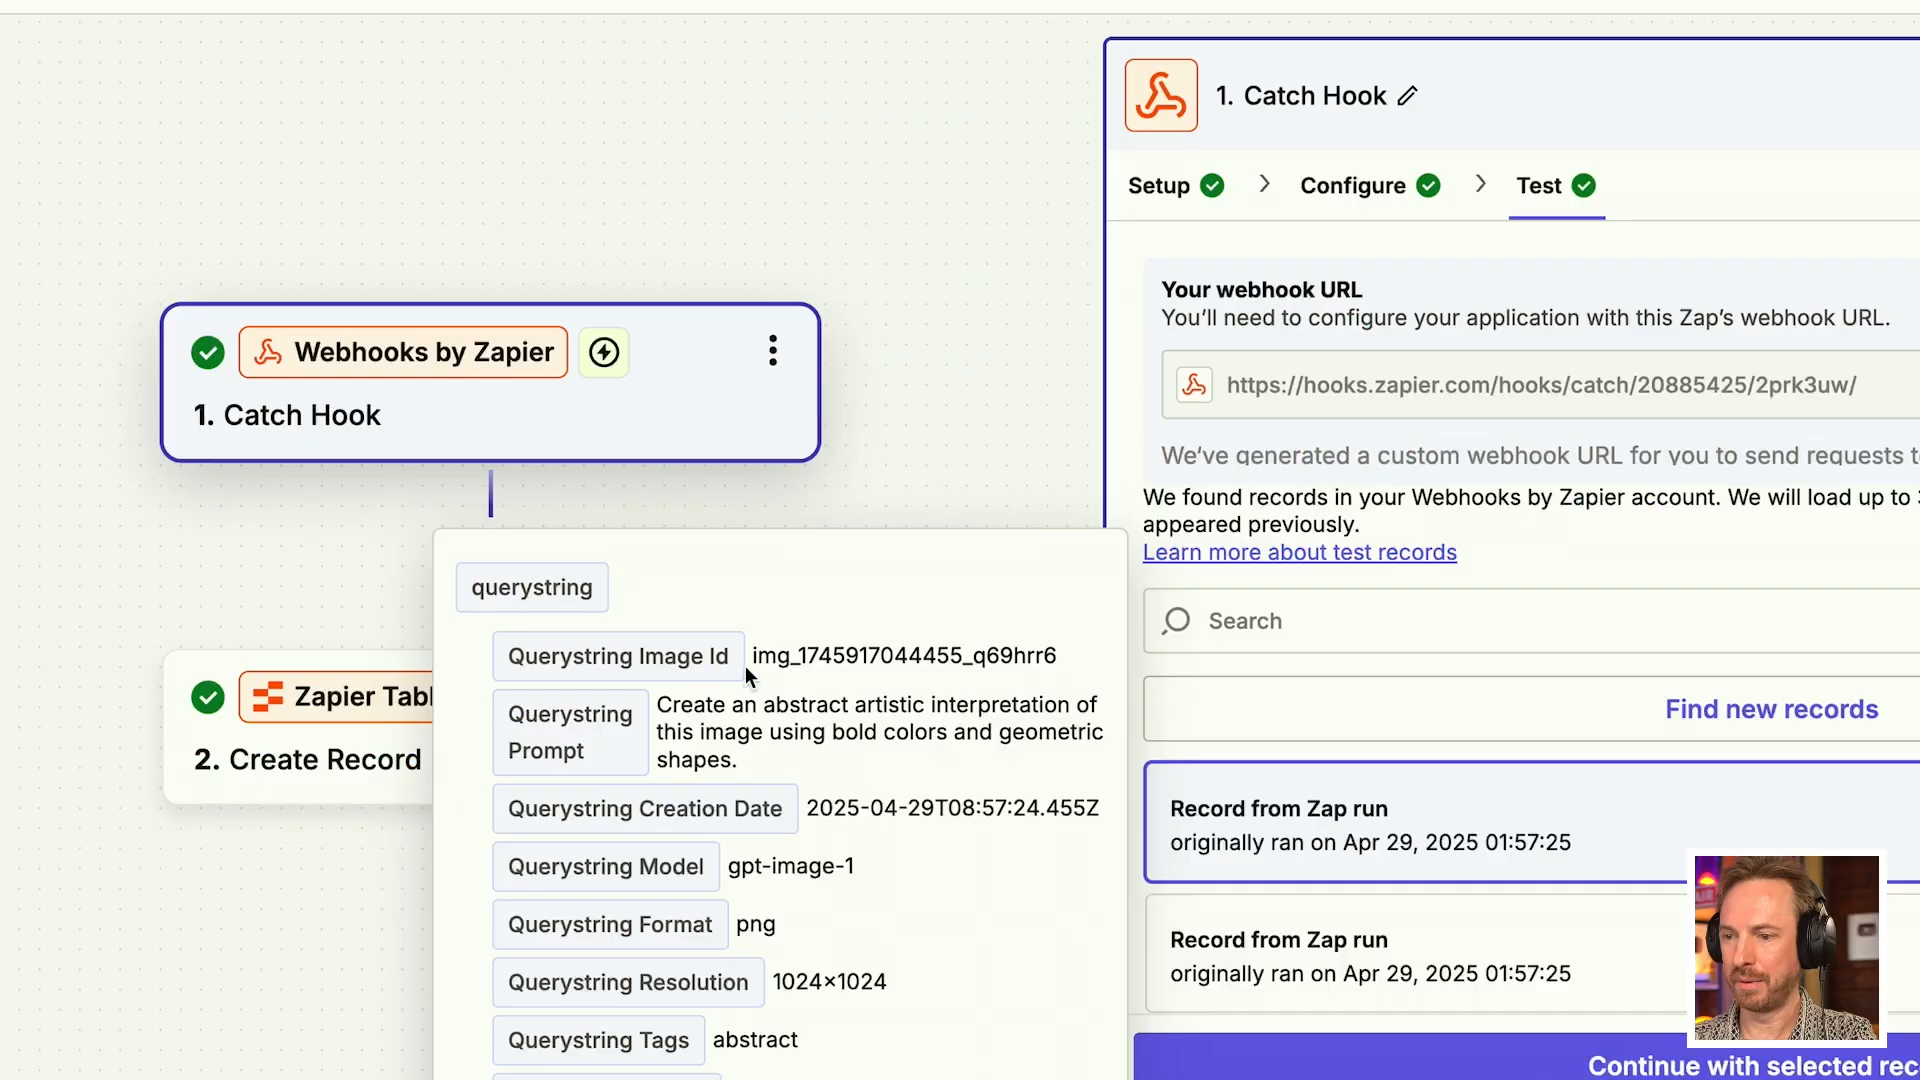 Webhooks by Zapier
1. Catch Hook
Zapier Tabl
2. Create Record
querystring
Querystring Image Id img_1745917044455_q69hrr6
Querystring Prompt
Create an abstract artistic interpretation of
this image using bold colors and geometric
shapes.
Querystring Creation Date 2025-04-29T08:57:24.455Z
Querystring Model gpt-image-1
Querystring Format png
Querystring Resolution 1024×1024
Querystring Tags abstract
1. Catch Hook
Setup > Configure > Test
Your webhook URL
You’ll need to configure your application with this Zap’s webhook URL.
https://hooks.zapier.com/hooks/catch/20885425/2prk3uw/
We’ve generated a custom webhook URL for you to send requests t
We found records in your Webhooks by Zapier account. We will load up to
appeared previously.
Learn more about test records
Search
Find new records
Record from Zap run
originally ran on Apr 29, 2025 01:57:25
Record from Zap run
originally ran on Apr 29, 2025 01:57:25
Continue with selected rec